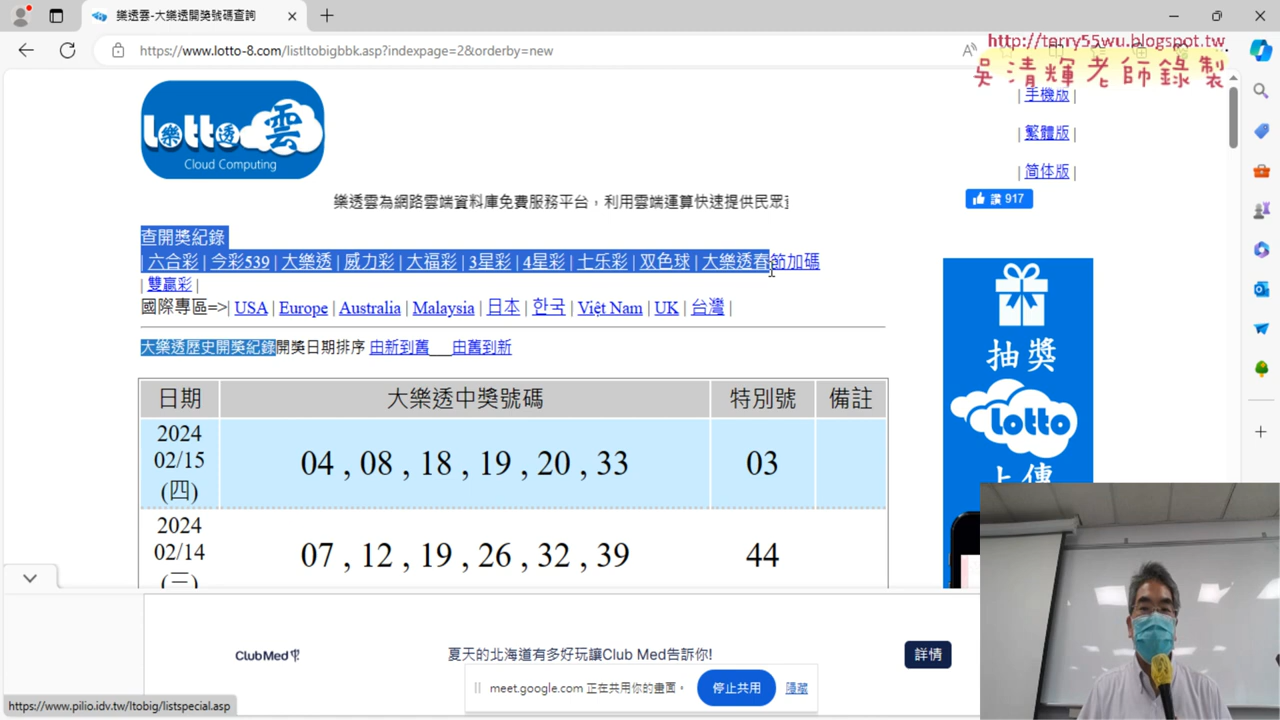 樂透雲-大樂透開獎號碼查詢
https://www.lotto-8.com/listltobigbbk.asp?indexpage=2&orderby=new
http://terry55wu.blogspot.tw
吳清輝老師錄製
lotto樂透雲
Cloud Computing
| 手機版 |
| 繁體版 |
| 简体版 |
讚 917
樂透雲為網路雲端資料庫免費服務平台，利用雲端運算快速提供民眾
查開獎紀錄
| 六合彩 | 今彩539 | 大樂透 | 威力彩 | 大福彩 | 3星彩 | 4星彩 | 七乐彩 | 双色球 | 大樂透春節加碼
| 雙贏彩 |
國際專區=>| USA | Europe | Australia | Malaysia | 日本 | 한국 | Việt Nam | UK | 台灣 |
大樂透歷史開獎紀錄開獎日期排序 由新到舊___由舊到新
日期 大樂透中獎號碼 特別號 備註
2024
02/15
(四)
04 , 08 , 18 , 19 , 20 , 33 03
2024
02/14
(三)
07 , 12 , 19 , 26 , 32 , 39 44
抽獎
lotto
上傳
ClubMed
夏天的北海道有多好玩讓Club Med告訴你!
詳情
meet.google.com 正在共用你的畫面。
停止共用
隱藏
https://www.pilio.idv.tw/ltobig/listspecial.asp